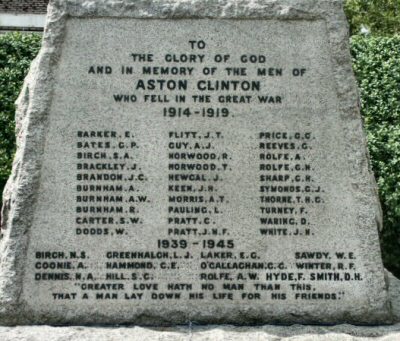 TO
THE GLORY OF GOD
AND IN MEMORY OF THE MEN OF
ASTON CLINTON
WHO FELL IN THE GREAT WAR
1914-1919.
BARKER, E. FLITT, J.T. PRICE, G.C.
BATES, G.P. GUY, A.J. REEVES, G.
BIRCH, S.A. HORWOOD, R. ROLFE, A.
BRACKLEY, J. HORWOOD, T. ROLFE, G.H.
BRANDON, J.C. NEWCAL, J. SHARP, G.H.
BURNHAM, A. KEEN, J.H. SYMONDS, G.J.
BURNHAM, A.W. MORRIS, A.T. THORNE, T.H.G.
BURNHAM, R. PAULING, L. TURNEY, F.
CARTER, S.W. PRATT, C. WARING, D.
DODDS, W. PRATT, J.N.F. WHITE, J.N.
1939 - 1945
BIRCH, N.S. GREENHALGH, L.J. LAKER, E.G. SAWDY, W.E.
COONIE, A. HAMMOND, C.E. O'CALLAGHAN, C.G. WINTER, R.F.
DENNIS, N.A. HILL, S.C. ROLFE, A.W. HYDE, F. SMITH, D.H.
"GREATER LOVE HATH NO MAN THAN THIS,
THAT A MAN LAY DOWN HIS LIFE FOR HIS FRIENDS."